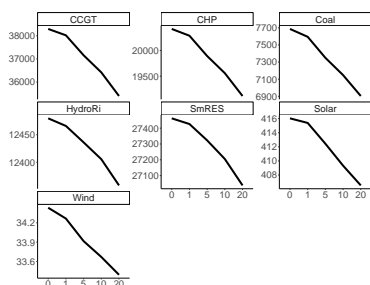 CCGT CHP Coal
38000 20000 7700
37000 7500
36000 19500 7300
7100
19000 6900
HydroRi SmRES Solar
12450 27400 416
27300 414
12400 27200 412
27100 410
408
0 1 5 10 20 0 1 5 10 20
Wind
34.2
33.9
33.6
0 1 5 10 20